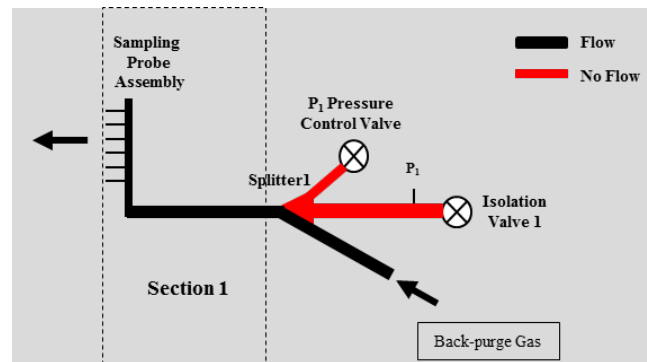 Sampling
Probe
Assembly
Flow
No Flow
P₁ Pressure
Control Valve
Splitter1
P₁
Isolation
Valve 1
Section 1
Back-purge Gas